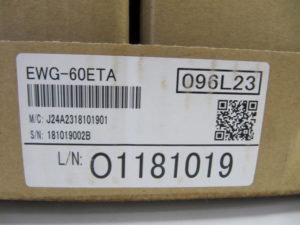 EWG-60ETA
096L23
M/C: J24A2318101901
S/N: 181019002B
L/N: O1181019